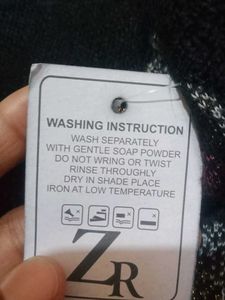 WASHING INSTRUCTION
WASH SEPARATELY
WITH GENTLE SOAP POWDER
DO NOT WRING OR TWIST
RINSE THROUGHLY
DRY IN SHADE PLACE
IRON AT LOW TEMPERATURE
ZR